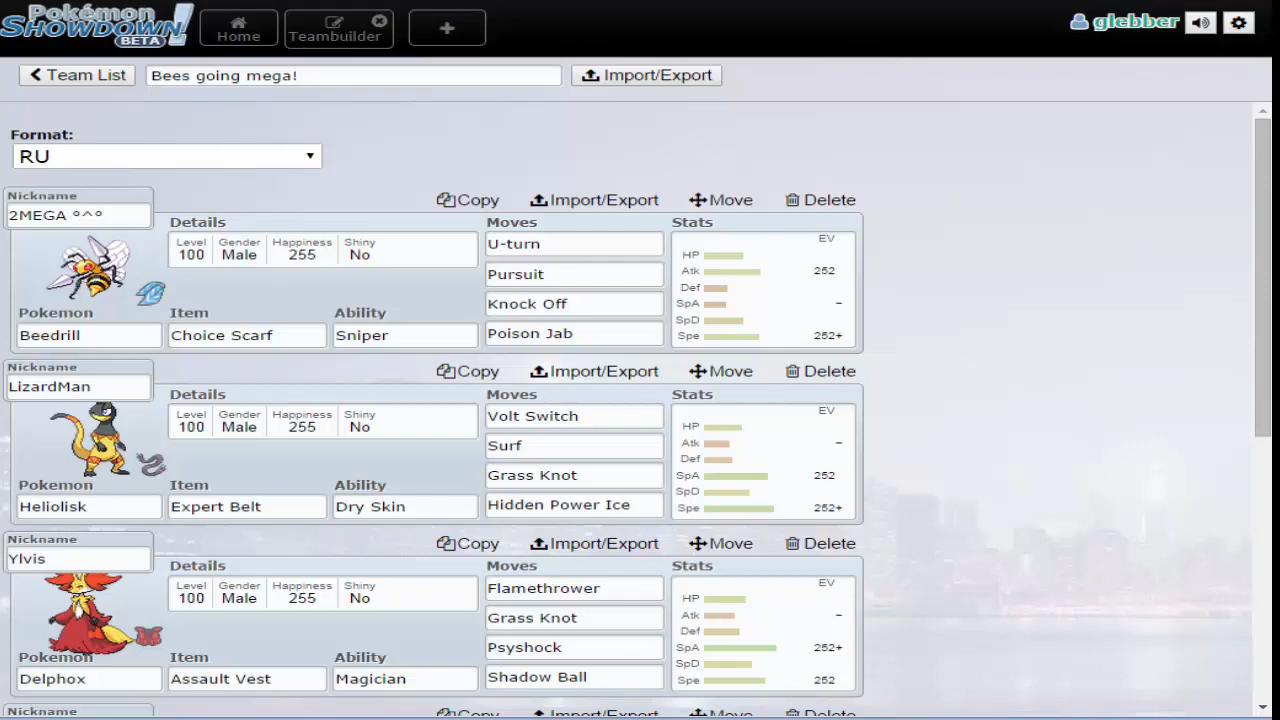 Pokémon
SHOWDOWN!
BETA
Home
Teambuilder
glebber
Team List
Bees going mega!
Import/Export
Format:
RU
Nickname
2MEGA °^°
Copy
Import/Export
Move
Delete
Details
Level
100
Gender
Male
Happiness
255
Shiny
No
Pokemon
Beedrill
Item
Choice Scarf
Ability
Sniper
Moves
U-turn
Pursuit
Knock Off
Poison Jab
Stats
EV
HP
Atk 252
Def
SpA −
SpD
Spe 252+
Nickname
LizardMan
Copy
Import/Export
Move
Delete
Details
Level
100
Gender
Male
Happiness
255
Shiny
No
Pokemon
Heliolisk
Item
Expert Belt
Ability
Dry Skin
Moves
Volt Switch
Surf
Grass Knot
Hidden Power Ice
Stats
EV
HP
Atk −
Def
SpA 252
SpD
Spe 252+
Nickname
Ylvis
Copy
Import/Export
Move
Delete
Details
Level
100
Gender
Male
Happiness
255
Shiny
No
Pokemon
Delphox
Item
Assault Vest
Ability
Magician
Moves
Flamethrower
Grass Knot
Psyshock
Shadow Ball
Stats
EV
HP
Atk −
Def
SpA 252+
SpD
Spe 252
Nickname
Copy
Import/Export
Move
Delete